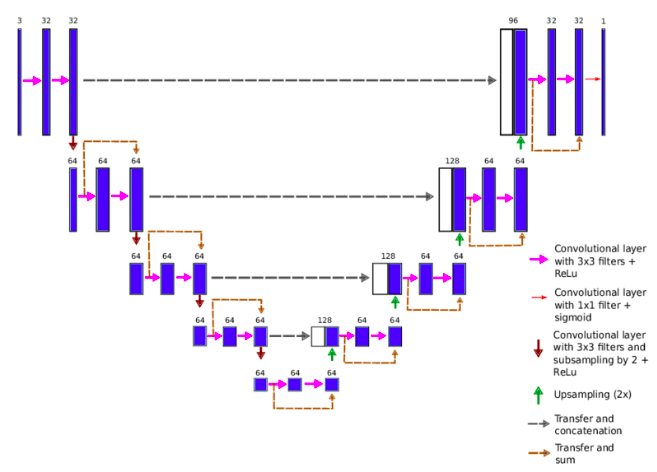 3 32 32
96 32 32 1
64 64 64
128 64 64
64 64 64
128 64 64
64 64 64
128 64 64
64 64 64
Convolutional layer
with 3x3 filters +
ReLu
Convolutional layer
with 1x1 filter +
sigmoid
Convolutional layer
with 3x3 filters and
subsampling by 2 +
ReLu
Upsampling (2x)
Transfer and
concatenation
Transfer and
sum